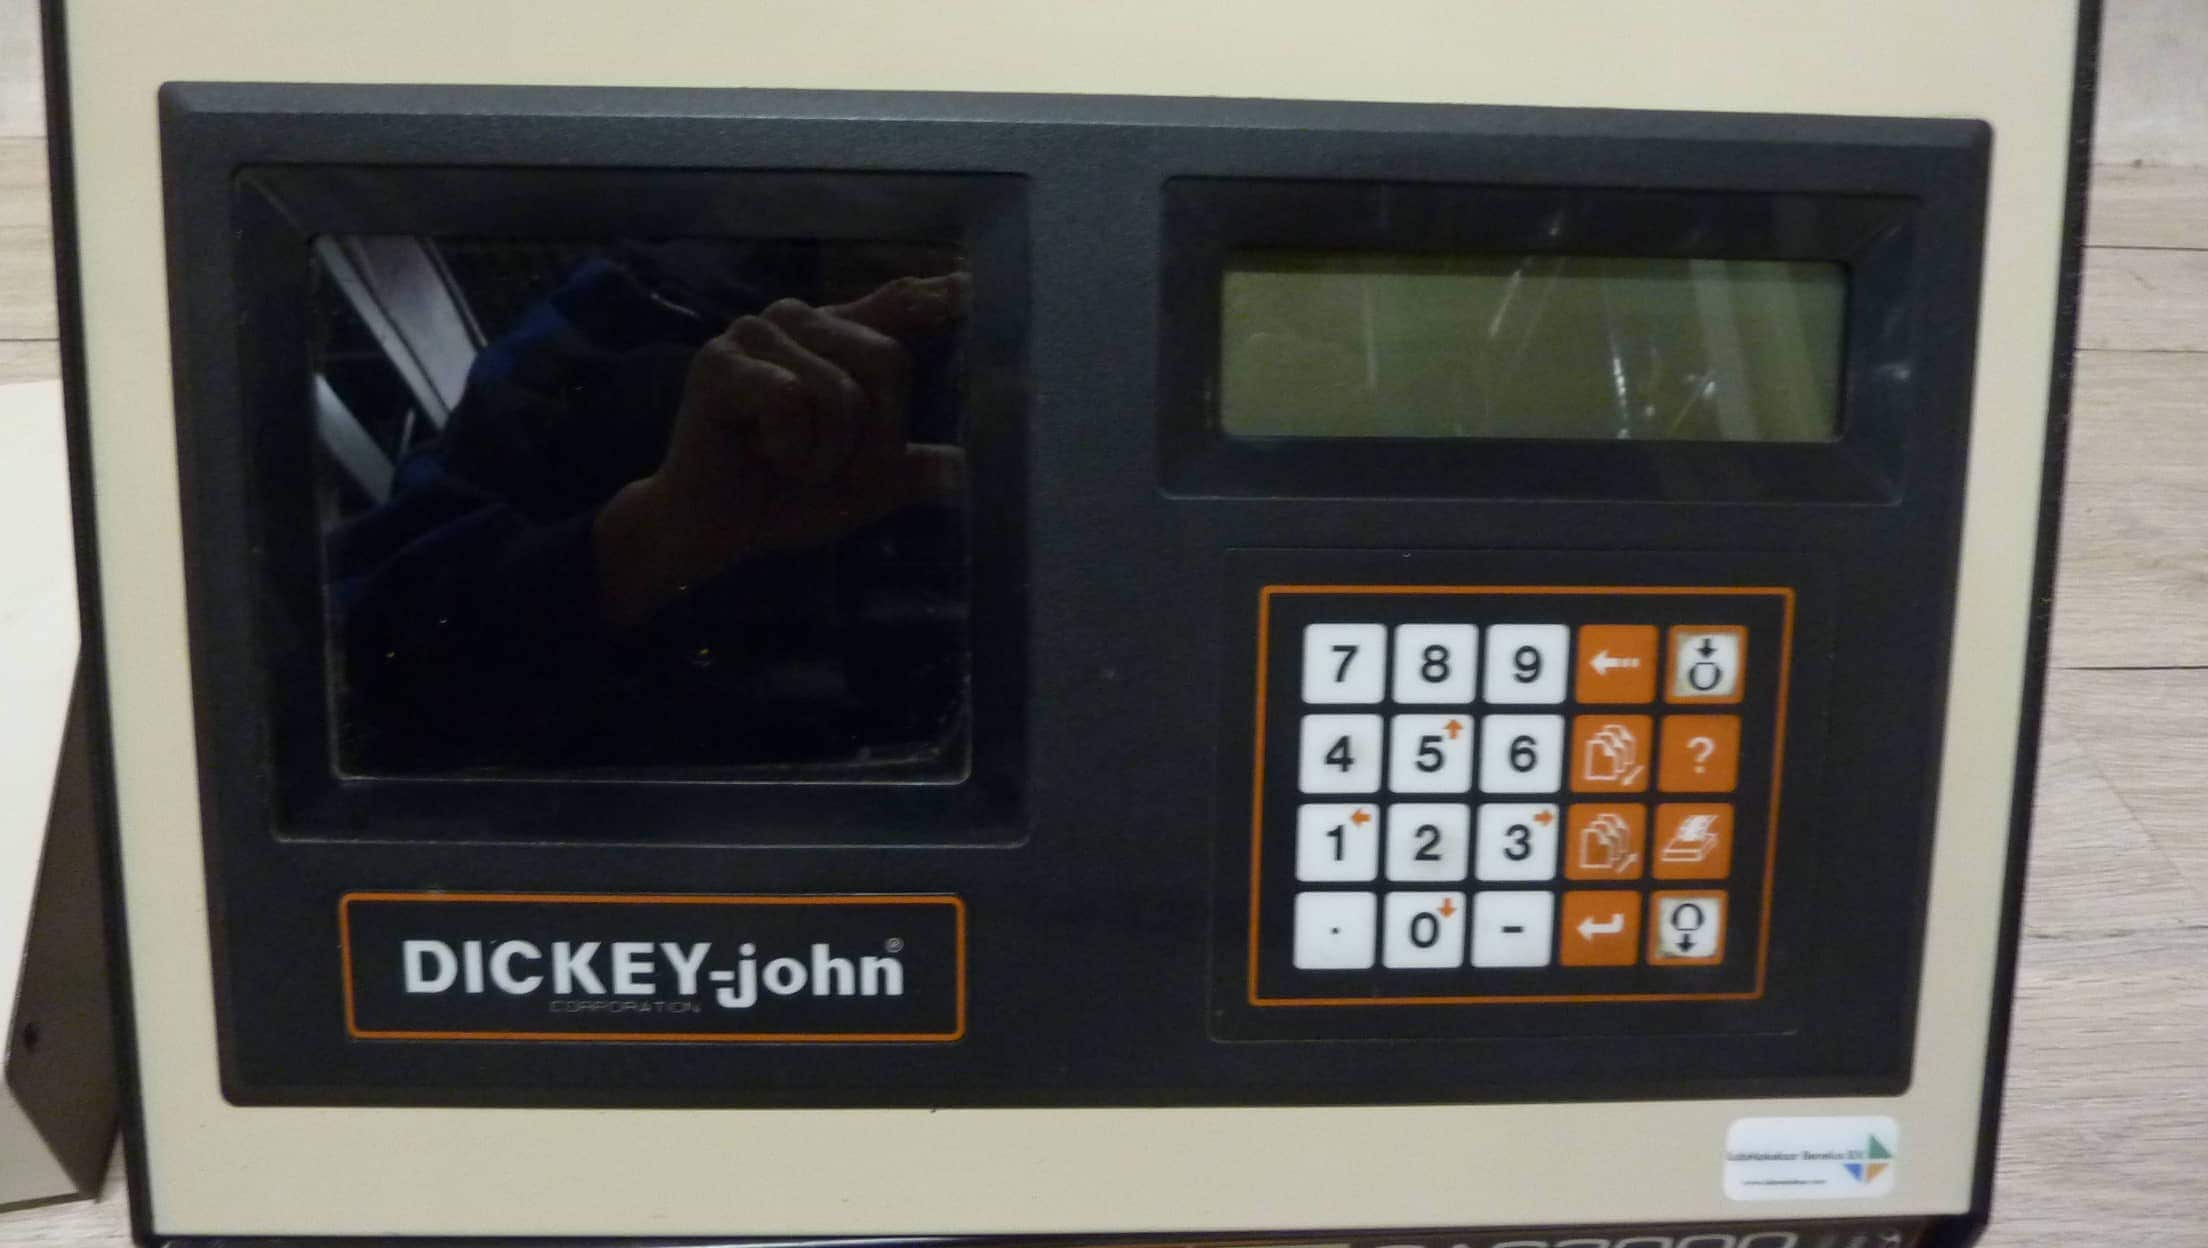 DICKEY-john®
CORPORATION
7 8 9
4 5 6 ?
1 2 3
. 0 -